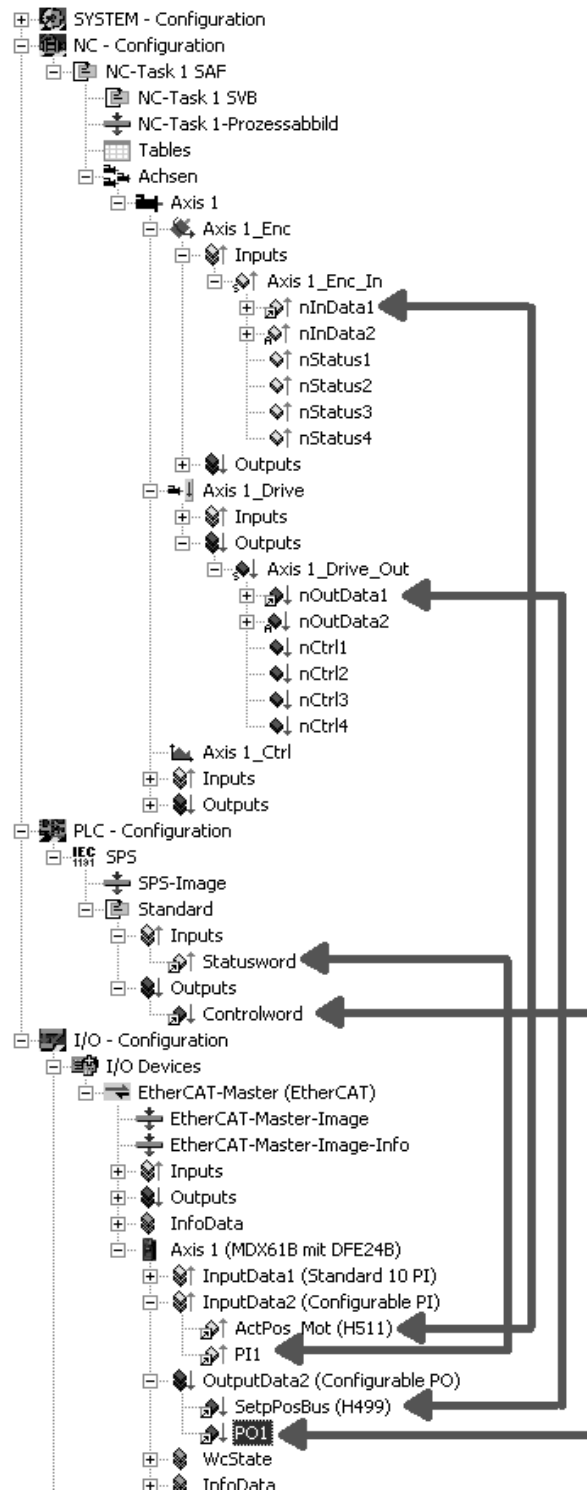 SYSTEM - Configuration
NC - Configuration
NC-Task 1 SAF
NC-Task 1 SVB
NC-Task 1-Prozessabbild
Tables
Achsen
Axis 1
Axis 1_Enc
Inputs
Axis 1_Enc_In
nInData1
nInData2
nStatus1
nStatus2
nStatus3
nStatus4
Outputs
Axis 1_Drive
Inputs
Outputs
Axis 1_Drive_Out
nOutData1
nOutData2
nCtrl1
nCtrl2
nCtrl3
nCtrl4
Axis 1_Ctrl
Inputs
Outputs
PLC - Configuration
IEC 1131 SPS
SPS-Image
Standard
Inputs
Statusword
Outputs
Controlword
I/O - Configuration
I/O Devices
EtherCAT-Master (EtherCAT)
EtherCAT-Master-Image
EtherCAT-Master-Image-Info
Inputs
Outputs
InfoData
Axis 1 (MDX61B mit DFE24B)
InputData1 (Standard 10 PI)
InputData2 (Configurable PI)
ActPos_Mot (H511)
PI1
OutputData2 (Configurable PO)
SetpPosBus (H499)
PO1
WcState
InfoData